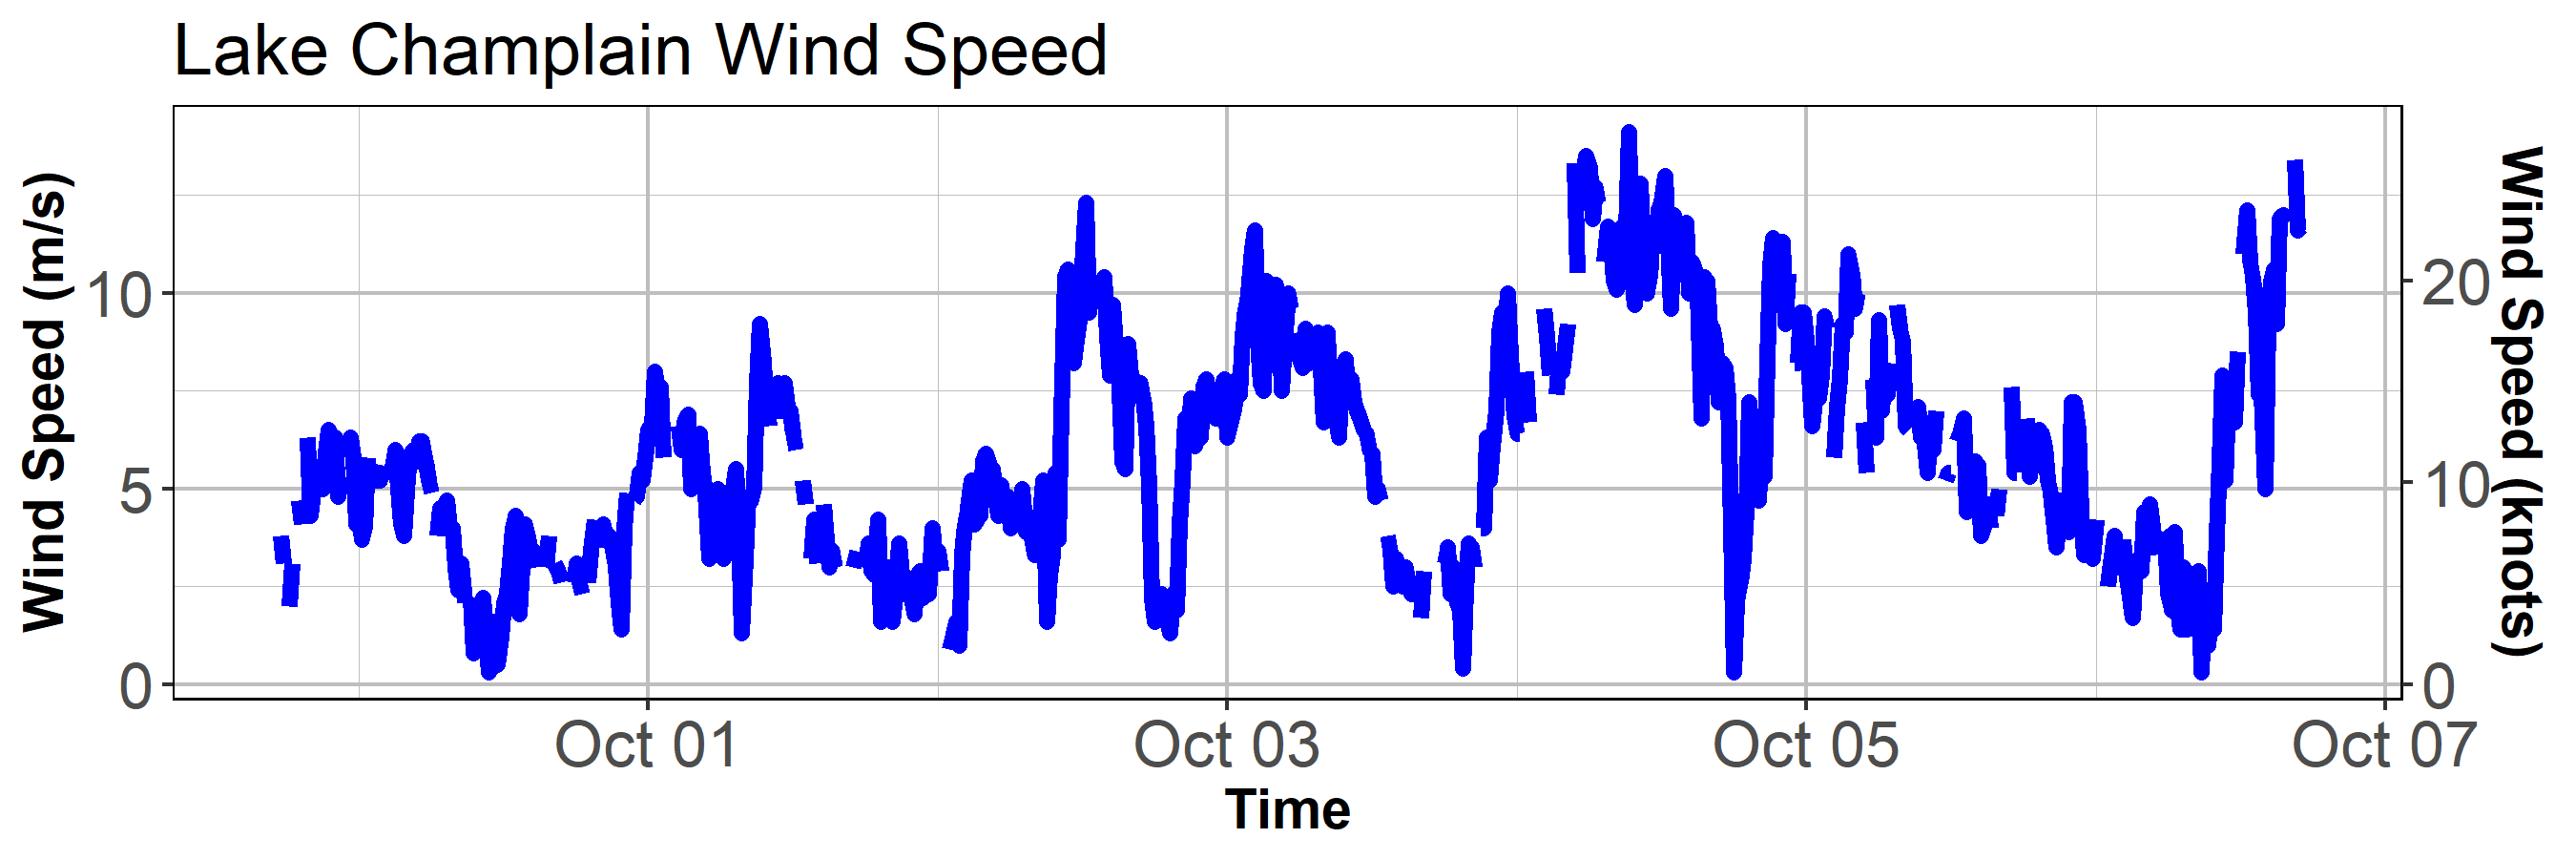 Lake Champlain Wind Speed
Wind Speed (m/s)
10
5
0
20
10
0
Wind Speed (knots)
Oct 01
Oct 03
Oct 05
Oct 07
Time